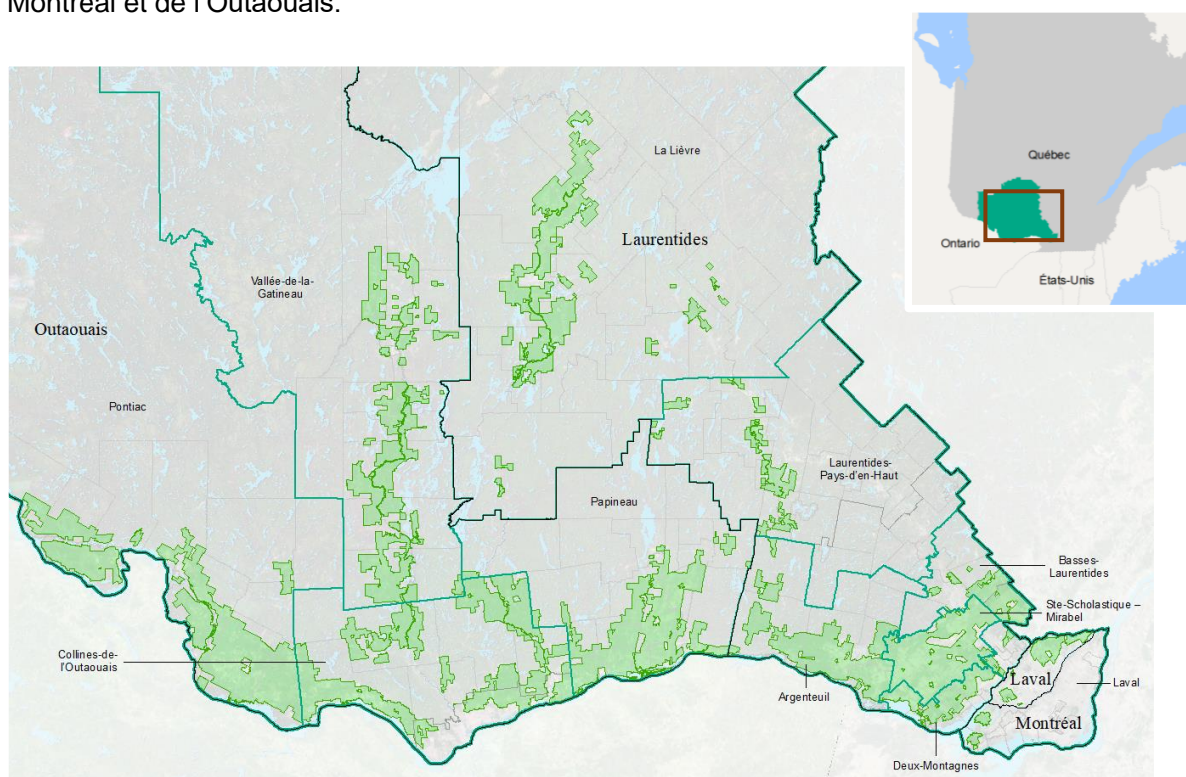 Montréal et de l'Outaouais.
Québec
Ontario
États-Unis
La Lièvre
Laurentides
Vallée-de-la-
Gatineau
Outaouais
Pontiac
Laurentides-
Pays-d'en-Haut
Papineau
Basses-
Laurentides
Ste-Scholastique –
Mirabel
Collines-de-
l'Outaouais
Laval
Laval
Argenteuil
Montréal
Deux-Montagnes